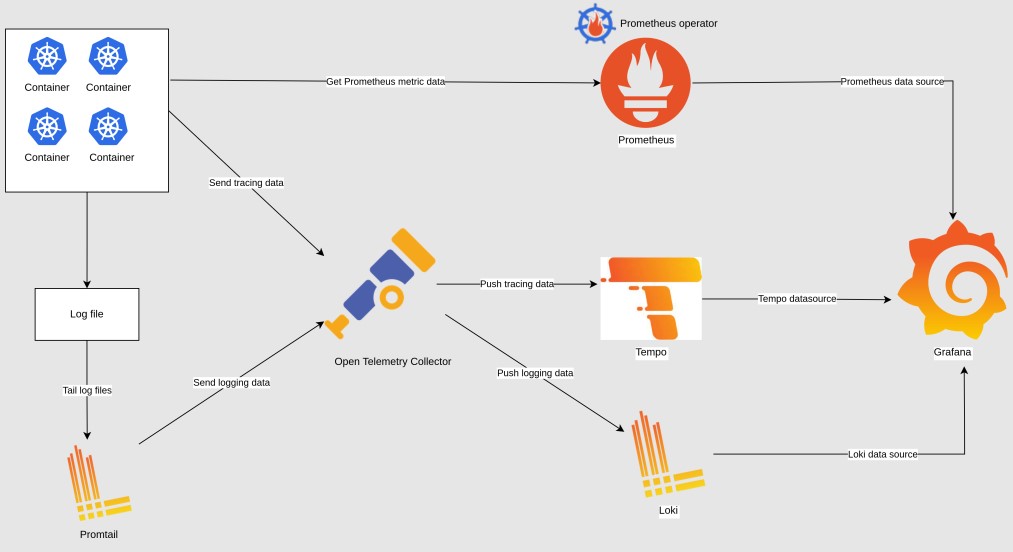 Prometheus operator
Container
Container
Get Prometheus metric data
Prometheus data source
Prometheus
Container
Container
Send tracing data
Push tracing data
Tempo datasource
Log file
Tempo
Grafana
Open Telemetry Collector
Push logging data
Send logging data
Tail log files
Loki data source
Loki
Promtail